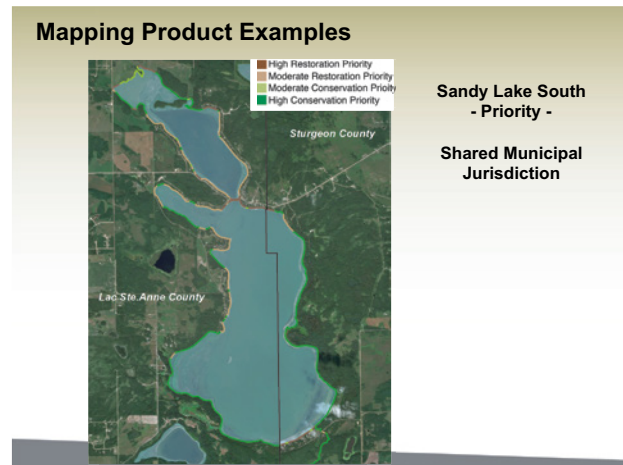 Mapping Product Examples
High Restoration Priority
Moderate Restoration Priority
Moderate Conservation Prioity
High Conservation Priority
Sandy Lake South
- Priority -
Shared Municipal
Jurisdiction
Sturgeon County
Lac Ste. Anne County